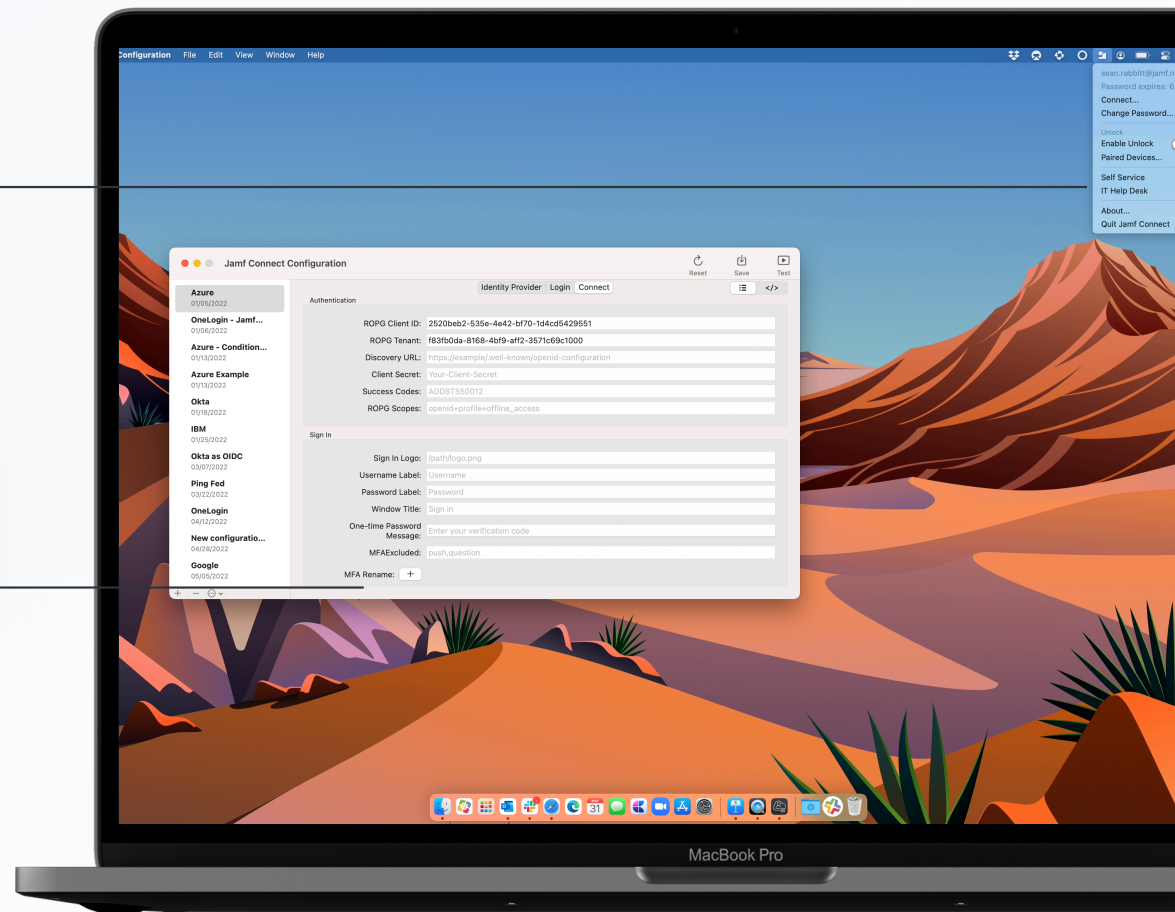 Configuration File Edit View Window Help
sean.rabbitt@jamf.n
Password expires: 6
Connect...
Change Password...
Unlock
Enable Unlock
Paired Devices...
Self Service
IT Help Desk
About...
Quit Jamf Connect
Jamf Connect Configuration
Reset Save Test
Identity Provider Login Connect
</>
Azure
01/05/2022
OneLogin - Jamf...
01/06/2022
Azure - Condition...
01/13/2022
Azure Example
01/13/2022
Okta
01/18/2022
IBM
01/25/2022
Okta as OIDC
03/07/2022
Ping Fed
03/22/2022
OneLogin
04/12/2022
New configuratio...
04/28/2022
Google
05/05/2022
Authentication
ROPG Client ID: 2520beb2-535e-4e42-bf70-1d4cd5429551
ROPG Tenant: f83fb0da-8168-4bf9-aff2-3571c69c1000
Discovery URL: https://example/.well-known/openid-configuration
Client Secret: Your-Client-Secret
Success Codes: ADDSTS50012
ROPG Scopes: openid+profile+offline_access
Sign In
Sign In Logo: /path/logo.png
Username Label: Username
Password Label: Password
Window Title: Sign in
One-time Password
Message: Enter your verification code
MFAExcluded: push,question
MFA Rename: +
31
MacBook Pro